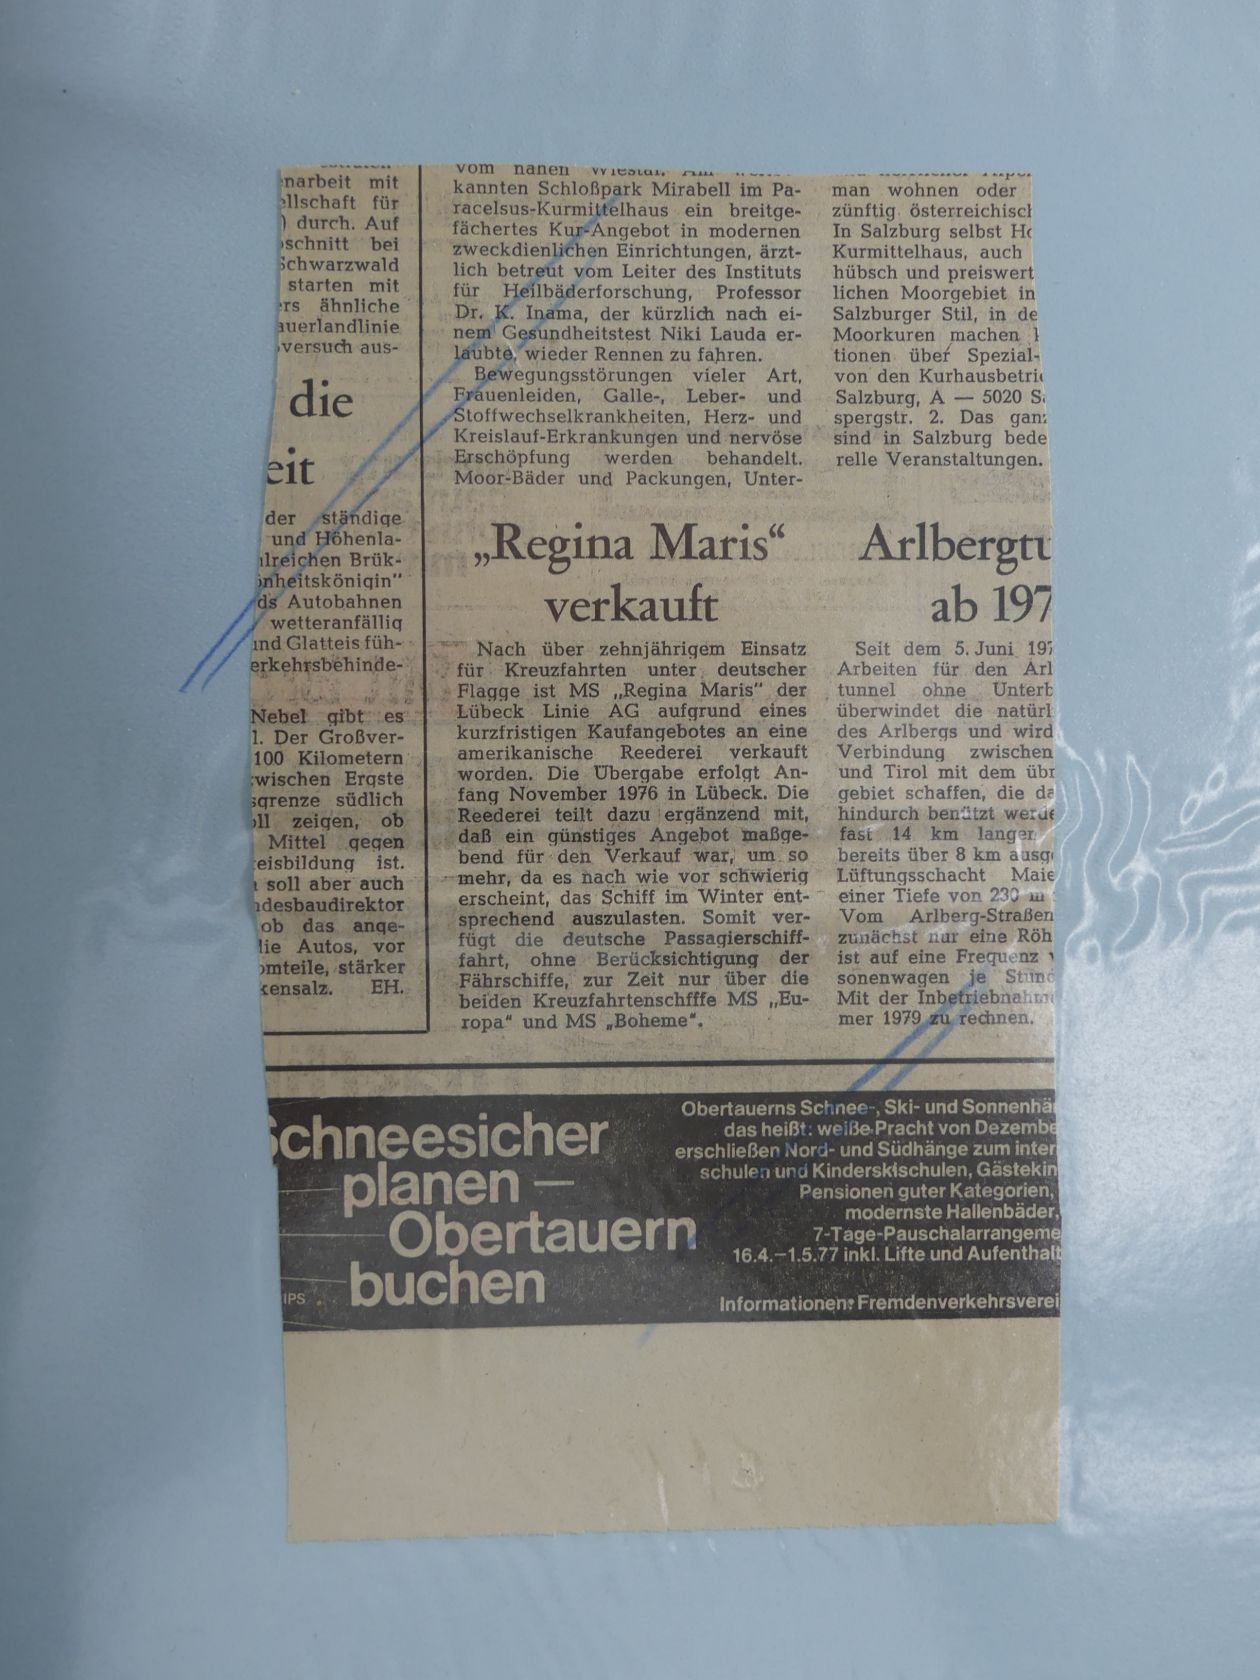 narbeit mit
ellschaft für
) durch. Auf
schnitt bei
Schwarzwald
starten mit
ers ähnliche
auerlandlinie
versuch aus-
die
eit
der ständige
und Höhenla-
lreichen Brük-
önheitskönigin"
ds Autobahnen
wetteranfällig
und Glatteis füh-
erkehrsbehinde-
Nebel gibt es
l. Der Großver-
100 Kilometern
zwischen Ergste
sgrenze südlich
oll zeigen, ob
Mittel gegen
eisbildung ist.
soll aber auch
ndesbaudirektor
ob das ange-
die Autos, vor
omteile, stärker
kensalz. EH.
vom nahen Wiestal.
kannten Schloßpark Mirabell im Pa-
racelsus-Kurmittelhaus ein breitge-
fächertes Kur-Angebot in modernen
zweckdienlichen Einrichtungen, ärzt-
lich betreut vom Leiter des Instituts
für Heilbäderforschung, Professor
Dr. K. Inama, der kürzlich nach ei-
nem Gesundheitstest Niki Lauda er-
laubte, wieder Rennen zu fahren.
Bewegungsstörungen vieler Art,
Frauenleiden, Galle-, Leber- und
Stoffwechselkrankheiten, Herz- und
Kreislauf-Erkrankungen und nervöse
Erschöpfung werden behandelt.
Moor-Bäder und Packungen, Unter-
man wohnen oder
zünftig österreichisch
In Salzburg selbst Ho
Kurmittelhaus, auch
hübsch und preiswert
lichen Moorgebiet in
Salzburger Stil, in de
Moorkuren machen
tionen über Spezial-
von den Kurhausbetrie
Salzburg, A — 5020 Sa
spergstr. 2. Das ganz
sind in Salzburg bede
relle Veranstaltungen.
„Regina Maris“
verkauft
Nach über zehnjährigem Einsatz
für Kreuzfahrten unter deutscher
Flagge ist MS „Regina Maris“ der
Lübeck Linie AG aufgrund eines
kurzfristigen Kaufangebotes an eine
amerikanische Reederei verkauft
worden. Die Übergabe erfolgt An-
fang November 1976 in Lübeck. Die
Reederei teilt dazu ergänzend mit,
daß ein günstiges Angebot maßge-
bend für den Verkauf war, um so
mehr, da es nach wie vor schwierig
erscheint, das Schiff im Winter ent-
sprechend auszulasten. Somit ver-
fügt die deutsche Passagierschiff-
fahrt, ohne Berücksichtigung der
Fährschiffe, zur Zeit nur über die
beiden Kreuzfahrtenschfffe MS „Eu-
ropa“ und MS „Boheme“.
Arlbergtu
ab 197
Seit dem 5. Juni 197
Arbeiten für den Arl
tunnel ohne Unterb
überwindet die natürl
des Arlbergs und wird
Verbindung zwischen
und Tirol mit dem übr
gebiet schaffen, die da
hindurch benützt werde
fast 14 km langer
bereits über 8 km ausge
Lüftungsschacht Maie
einer Tiefe von 230 m
Vom Arlberg-Straßen
zunächst nur eine Röh
ist auf eine Frequenz v
sonenwagen je Stund
Mit der Inbetriebnahm
mer 1979 zu rechnen.
Schneesicher
planen —
Obertauern
buchen
IPS
Obertauerns Schnee-, Ski- und Sonnenhä
das heißt: weiße Pracht von Dezembe
erschließen Nord- und Südhänge zum inter
schulen und Kinderskischulen, Gästekin
Pensionen guter Kategorien,
modernste Hallenbäder,
7-Tage-Pauschalarrangeme
16.4.–1.5.77 inkl. Lifte und Aufenthalt
Informationen: Fremdenverkehrsverei